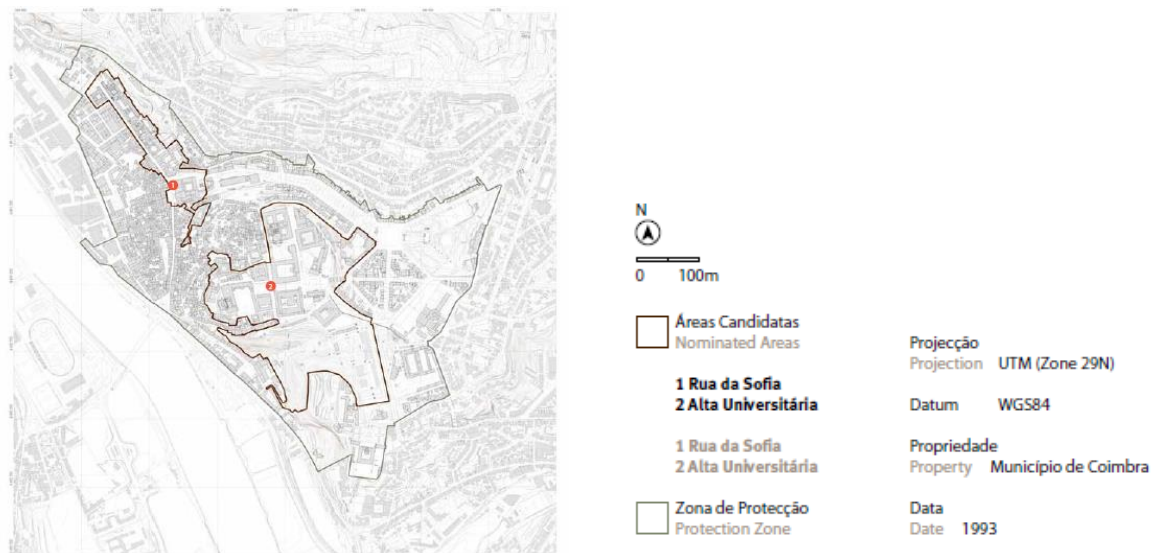 1
2
N
0 100m
Áreas Candidatas
Nominated Areas
1 Rua da Sofia
2 Alta Universitária
1 Rua da Sofia
2 Alta Universitária
Zona de Protecção
Protection Zone
Projecção
Projection UTM (Zone 29N)
Datum WGS84
Propriedade
Property Município de Coimbra
Data
Date 1993